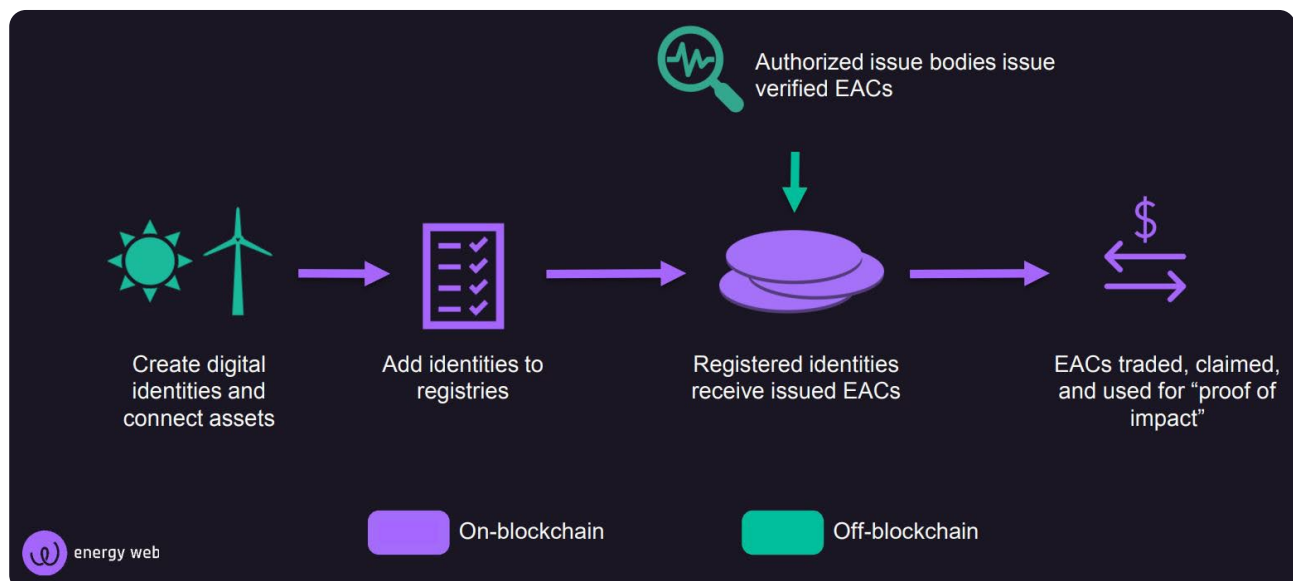 Authorized issue bodies issue
verified EACs
$
Create digital
identities and
connect assets
Add identities to
registries
Registered identities
receive issued EACs
EACs traded, claimed,
and used for “proof of
impact”
On-blockchain
Off-blockchain
energy web